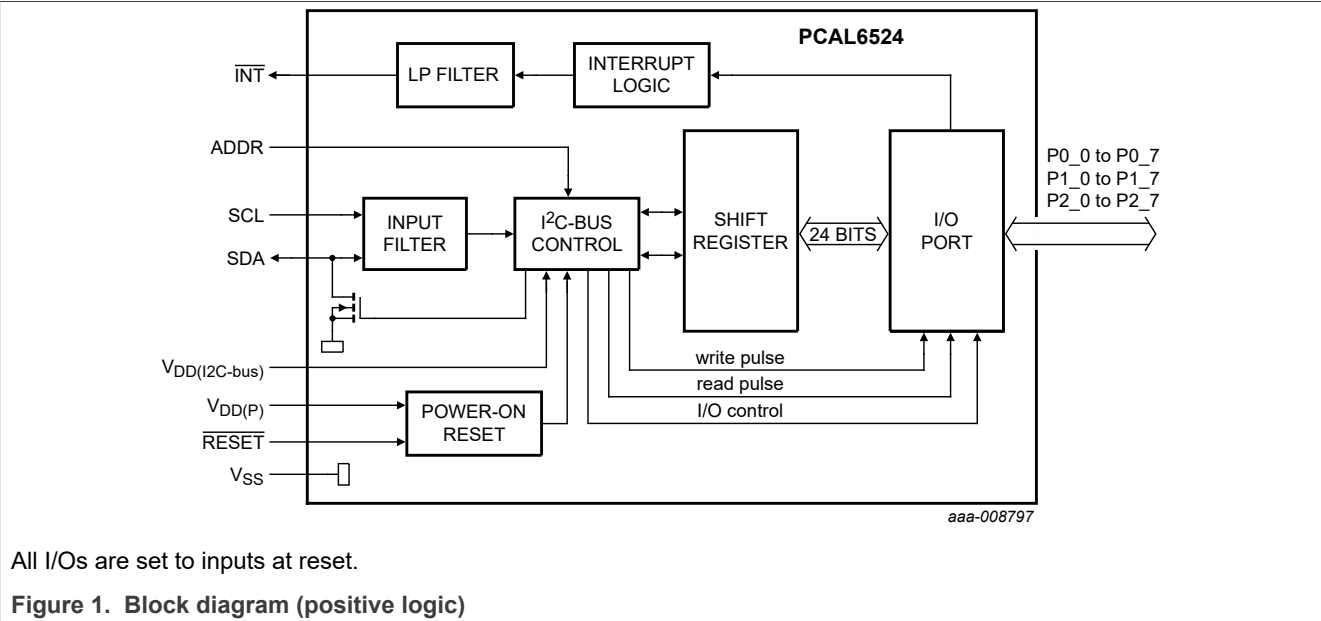 PCAL6524
INT
LP FILTER
INTERRUPT
LOGIC
ADDR
P0_0 to P0_7
P1_0 to P1_7
P2_0 to P2_7
SCL
SDA
INPUT
FILTER
I2C-BUS
CONTROL
SHIFT
REGISTER
24 BITS
I/O
PORT
write pulse
read pulse
I/O control
VDD(I2C-bus)
VDD(P)
RESET
POWER-ON
RESET
VSS
aaa-008797
All I/Os are set to inputs at reset.
Figure 1. Block diagram (positive logic)